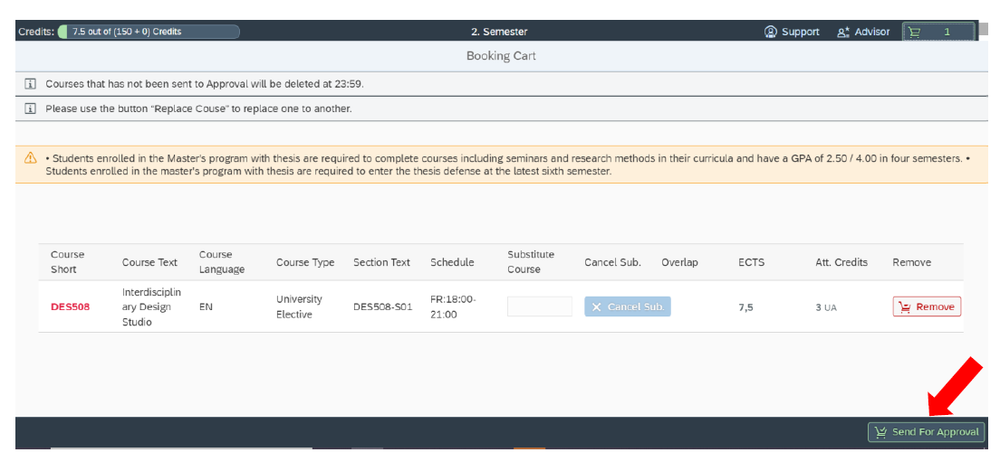 Credits: 7.5 out of (150 + 0) Credits 2. Semester Support Advisor 1
Booking Cart
Courses that has not been sent to Approval will be deleted at 23:59.
Please use the button "Replace Couse" to replace one to another.
• Students enrolled in the Master's program with thesis are required to complete courses including seminars and research methods in their curricula and have a GPA of 2.50 / 4.00 in four semesters. •
Students enrolled in the master's program with thesis are required to enter the thesis defense at the latest sixth semester.
Course Short Course Text Course Language Course Type Section Text Schedule Substitute Course Cancel Sub. Overlap ECTS Att. Credits Remove
DES508 Interdisciplin ary Design Studio EN University Elective DES508-S01 FR:18:00- 21:00 Cancel Sub. 7,5 3 UA Remove
Send For Approval